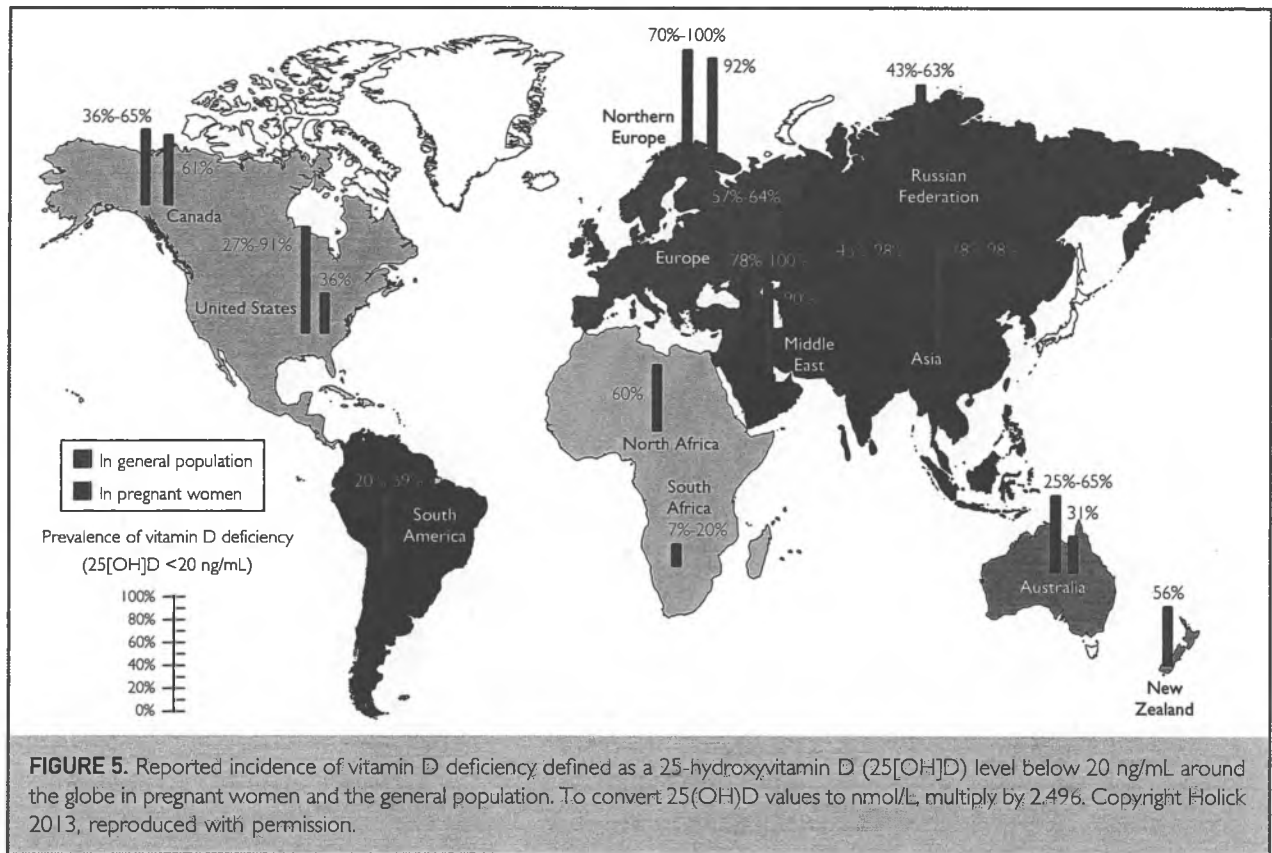 70%-100%
92%
43%-63%
Northern
Europe
36%-65%
61%
Canada
Russian
Federation
57%-64%
27%-91%
36%
United States
Europe
78%-100%
90%
78%-98%
Middle
East
Asia
60%
North Africa
In general population
In pregnant women
South
Africa
7%-20%
South
America
25%-65%
31%
Australia
Prevalence of vitamin D deficiency
(25[OH]D <20 ng/mL)
100%
80%
60%
40%
20%
0%
56%
New
Zealand
FIGURE 5. Reported incidence of vitamin D deficiency defined as a 25-hydroxyvitamin D (25[OH]D) level below 20 ng/mL around
the globe in pregnant women and the general population. To convert 25(OH)D values to nmol/L, multiply by 2.496. Copyright Holick
2013, reproduced with permission.